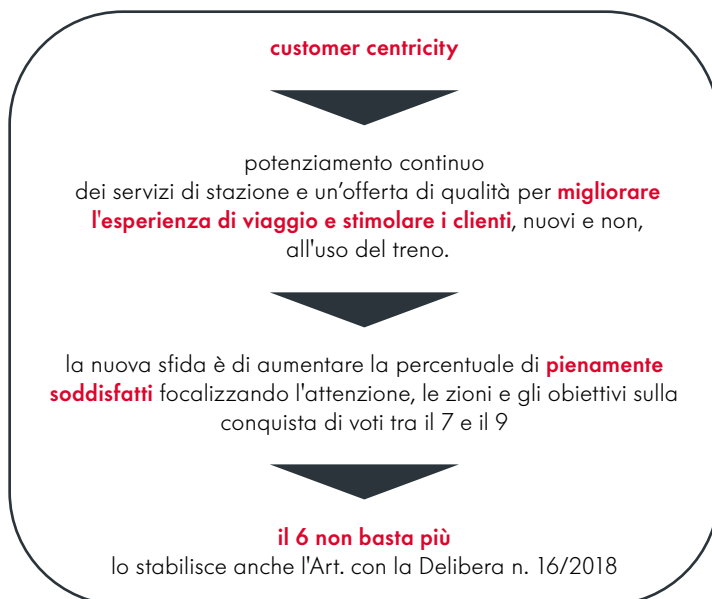 customer centricity
potenziamento continuo
dei servizi di stazione e un'offerta di qualità per migliorare
l'esperienza di viaggio e stimolare i clienti, nuovi e non,
all'uso del treno.
la nuova sfida è di aumentare la percentuale di pienamente
soddisfatti focalizzando l'attenzione, le zioni e gli obiettivi sulla
conquista di voti tra il 7 e il 9
il 6 non basta più
lo stabilisce anche l'Art. con la Delibera n. 16/2018